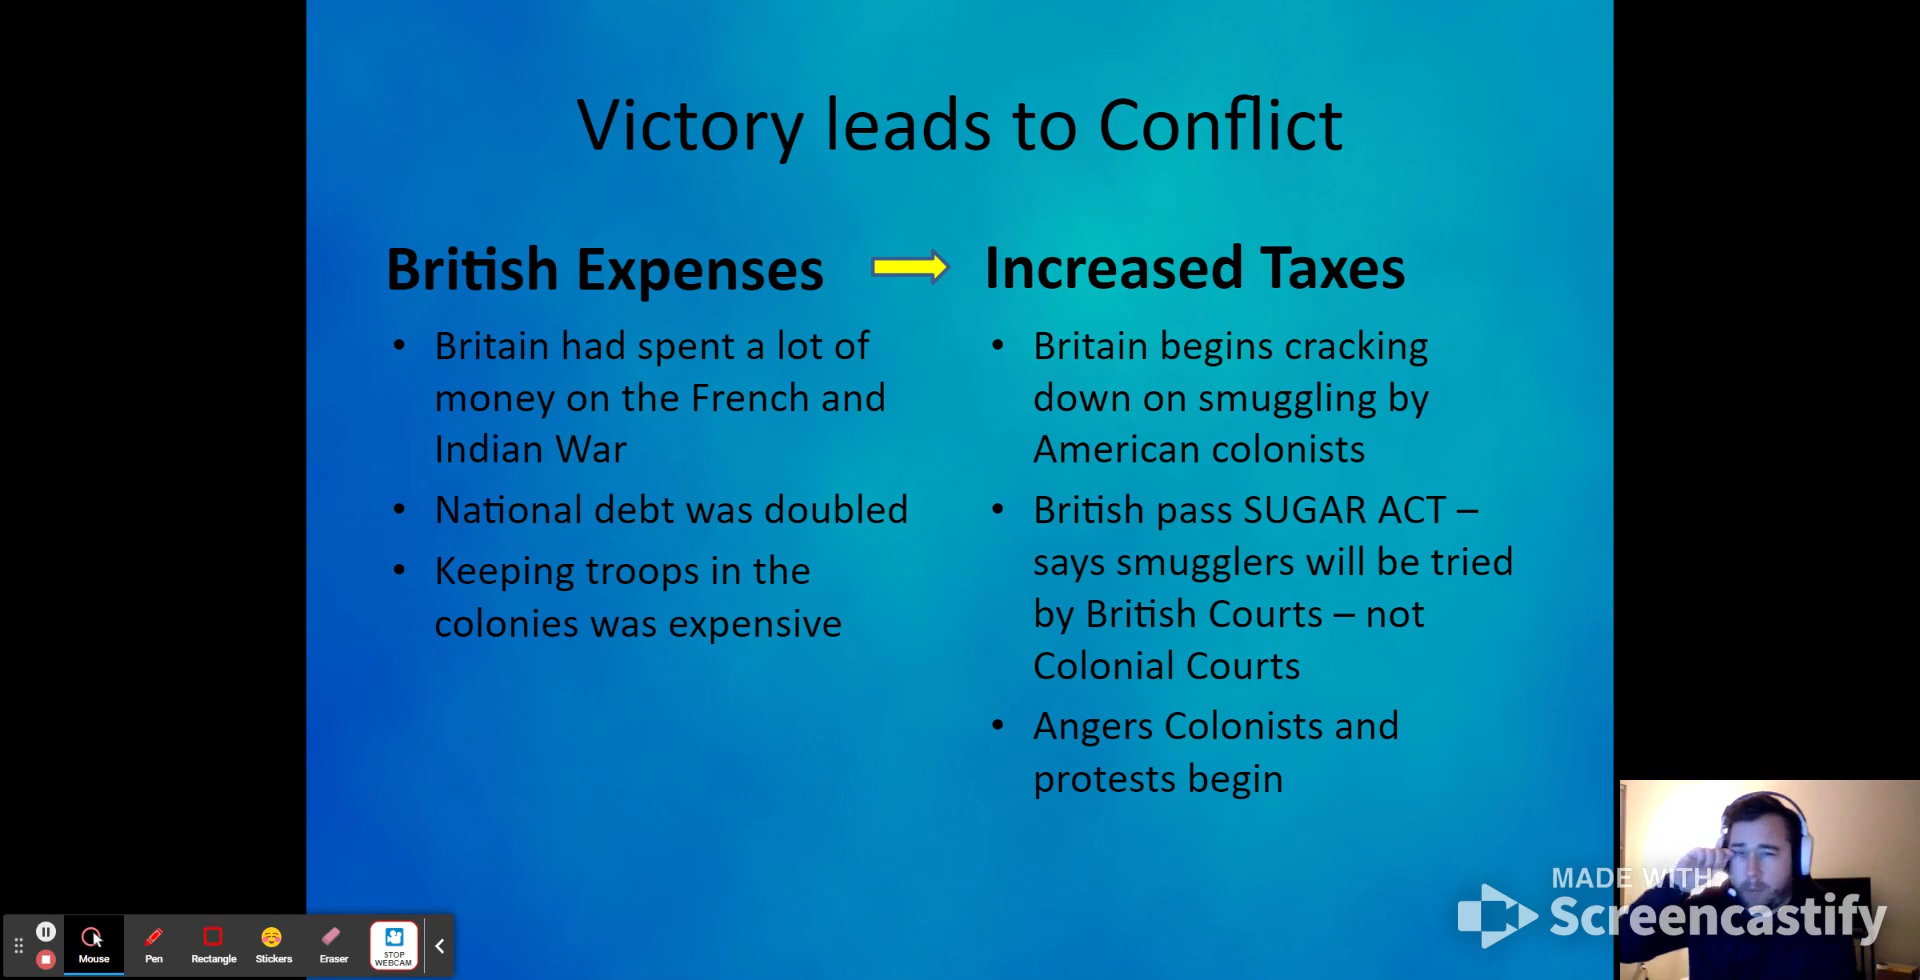 Victory leads to Conflict
British Expenses
• Britain had spent a lot of
money on the French and
Indian War
• National debt was doubled
• Keeping troops in the
colonies was expensive
Increased Taxes
• Britain begins cracking
down on smuggling by
American colonists
• British pass SUGAR ACT –
says smugglers will be tried
by British Courts – not
Colonial Courts
• Angers Colonists and
protests begin
MADE WITH
Screencastify
Mouse
Pen
Rectangle
Stickers
Eraser
STOP
WEBCAM